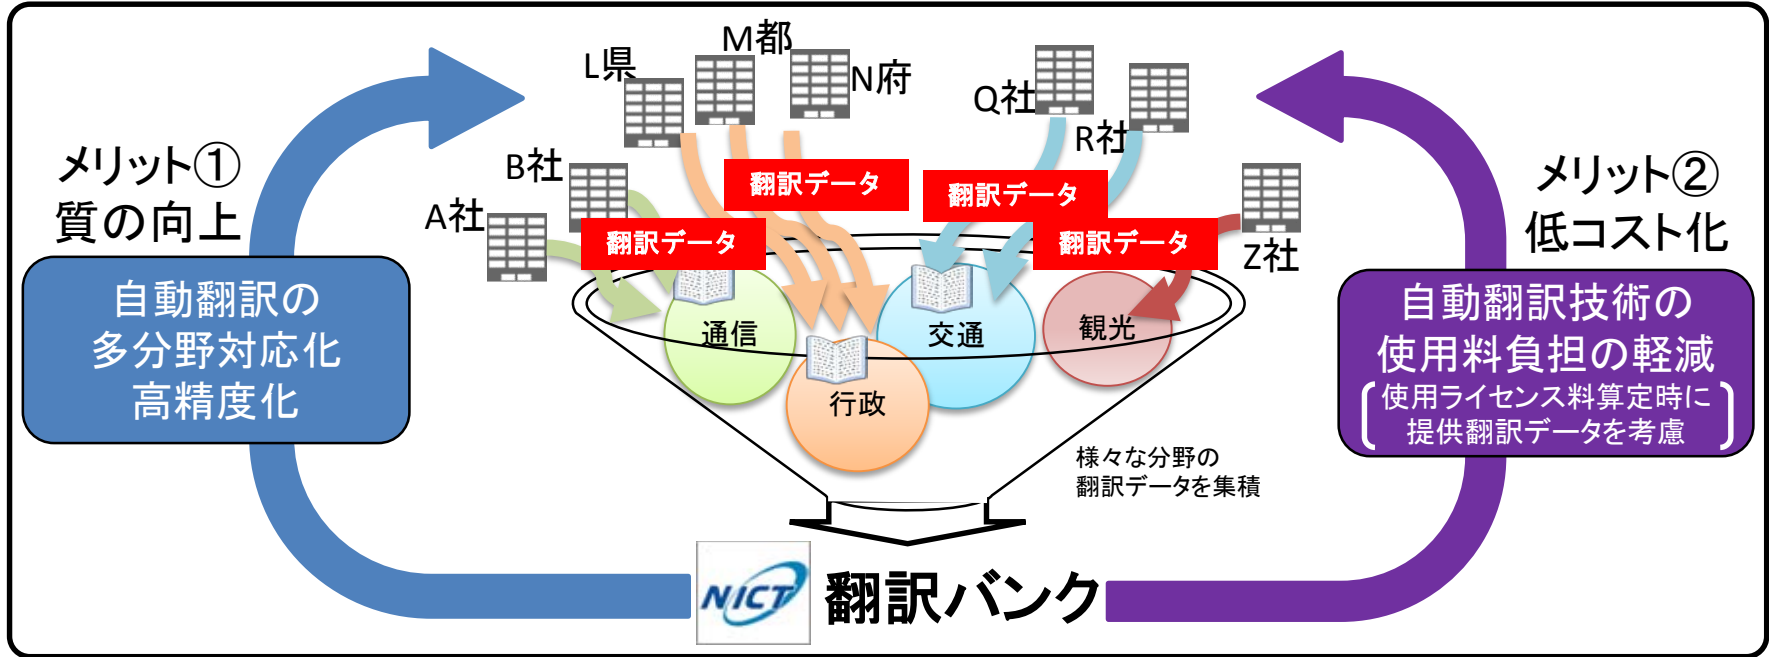 メリット①
質の向上
自動翻訳の
多分野対応化
高精度化
A社
B社
L県
M都
N府
Q社
R社
Z社
翻訳データ
翻訳データ
翻訳データ
翻訳データ
通信
行政
交通
観光
様々な分野の
翻訳データを集積
メリット②
低コスト化
自動翻訳技術の
使用料負担の軽減
使用ライセンス料算定時に
提供翻訳データを考慮
NICT
翻訳バンク